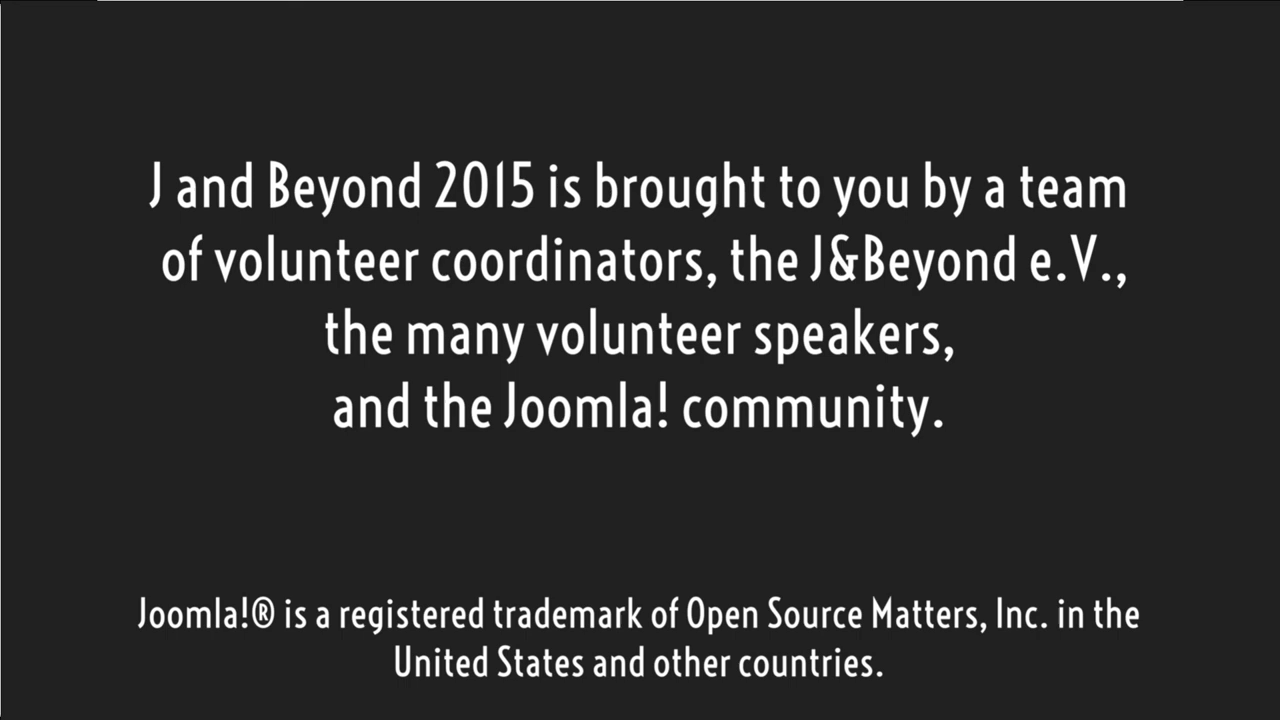 J and Beyond 2015 is brought to you by a team
of volunteer coordinators, the J&Beyond e.V.,
the many volunteer speakers,
and the Joomla! community.
Joomla!® is a registered trademark of Open Source Matters, Inc. in the
United States and other countries.